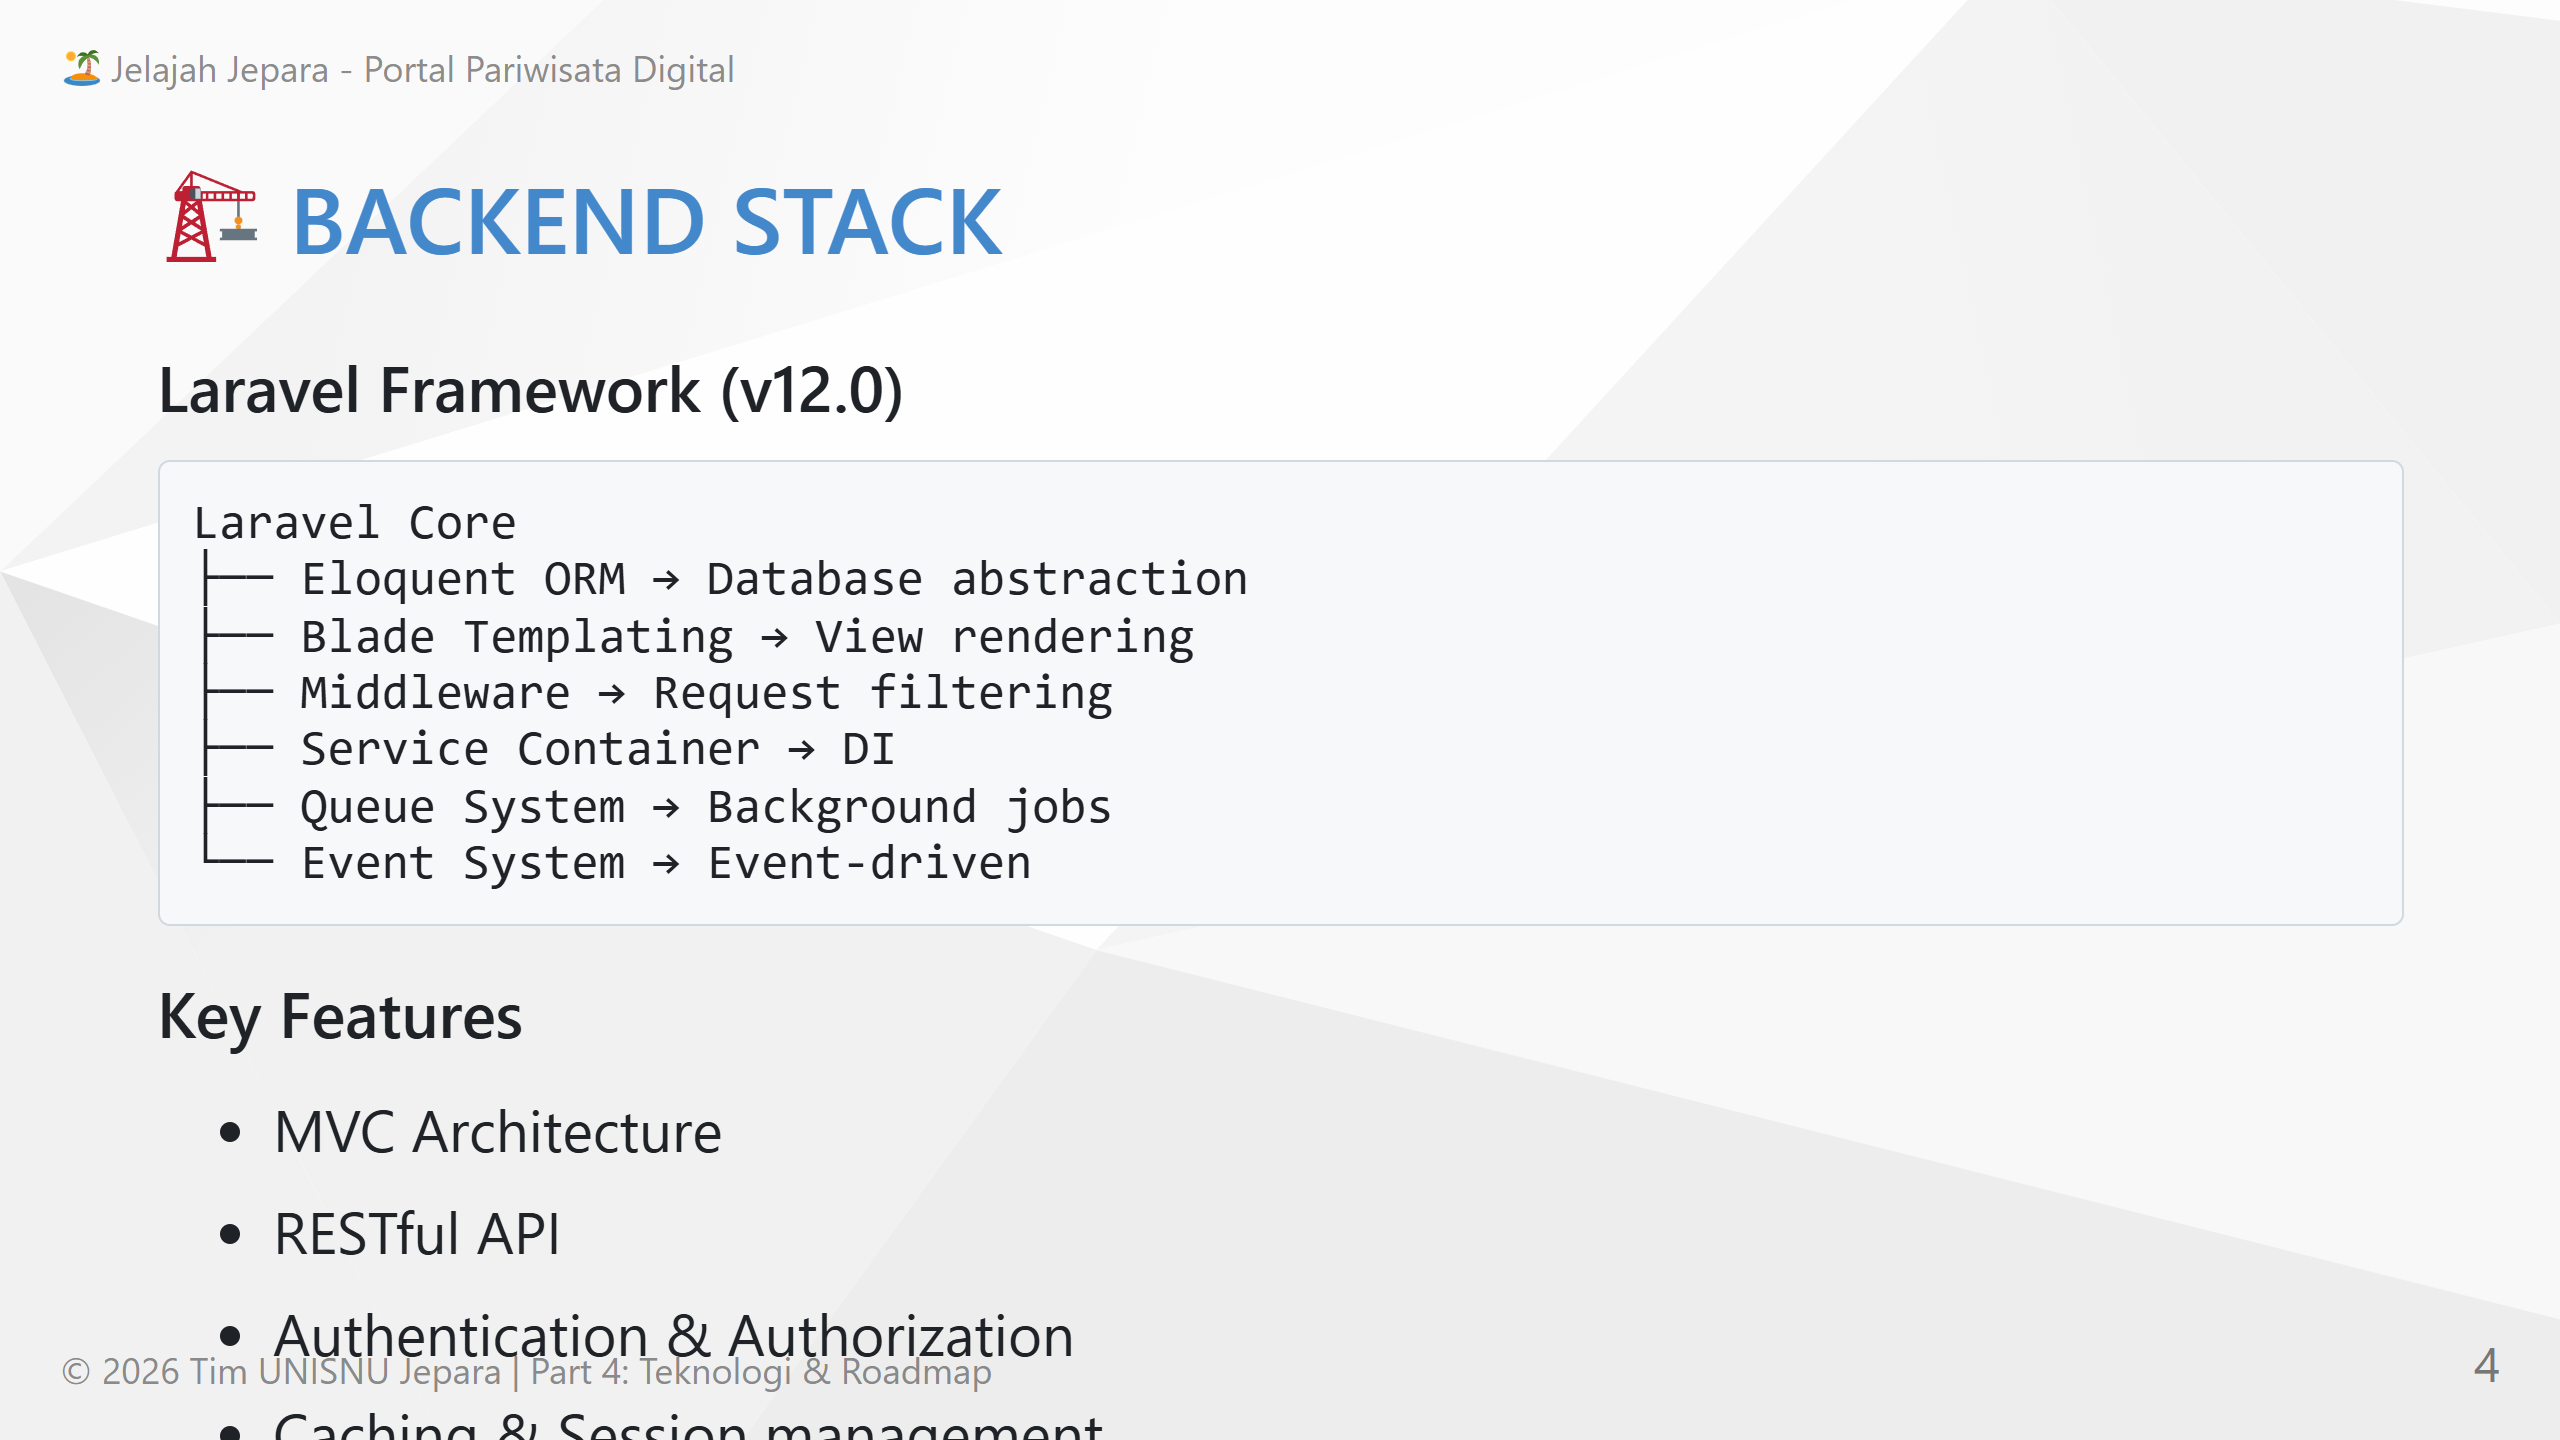 Jelajah Jepara - Portal Pariwisata Digital
BACKEND STACK
Laravel Framework (v12.0)
Laravel Core
├── Eloquent ORM → Database abstraction
├── Blade Templating → View rendering
├── Middleware → Request filtering
├── Service Container → DI
├── Queue System → Background jobs
└── Event System → Event-driven
Key Features
• MVC Architecture
• RESTful API
• Authentication & Authorization
© 2026 Tim UNISNU Jepara | Part 4: Teknologi & Roadmap
4
• Caching & Session management